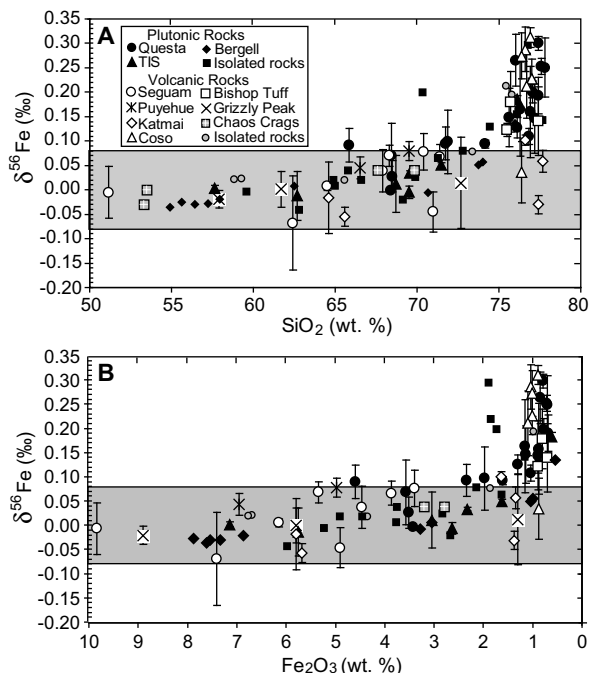 A
Plutonic Rocks
Questa
Bergell
TIS
Isolated rocks
Volcanic Rocks
Seguam
Bishop Tuff
Puyehue
Grizzly Peak
Katmai
Chaos Crags
Coso
Isolated rocks
0.35
0.30
0.25
0.20
0.15
0.10
0.05
0.00
-0.05
-0.10
-0.15
-0.20
δ⁵⁶Fe (‰)
50 55 60 65 70 75 80
SiO₂ (wt. %)
B
0.35
0.30
0.25
0.20
0.15
0.10
0.05
0.00
-0.05
-0.10
-0.15
-0.20
δ⁵⁶Fe (‰)
10 9 8 7 6 5 4 3 2 1 0
Fe₂O₃ (wt. %)